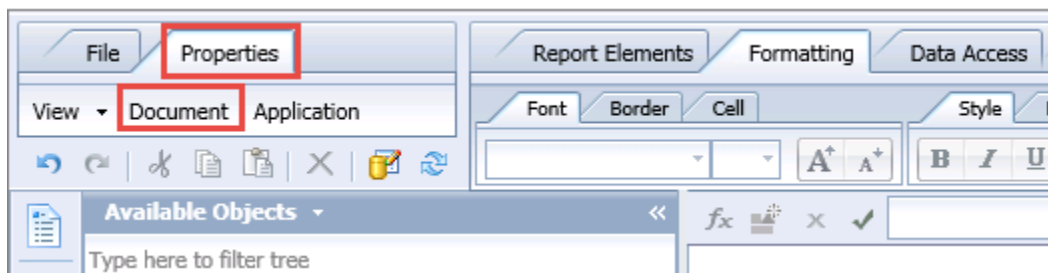 File Properties Report Elements Formatting Data Access
View Document Application Font Border Cell Style
A A B I U
Available Objects fx
Type here to filter tree